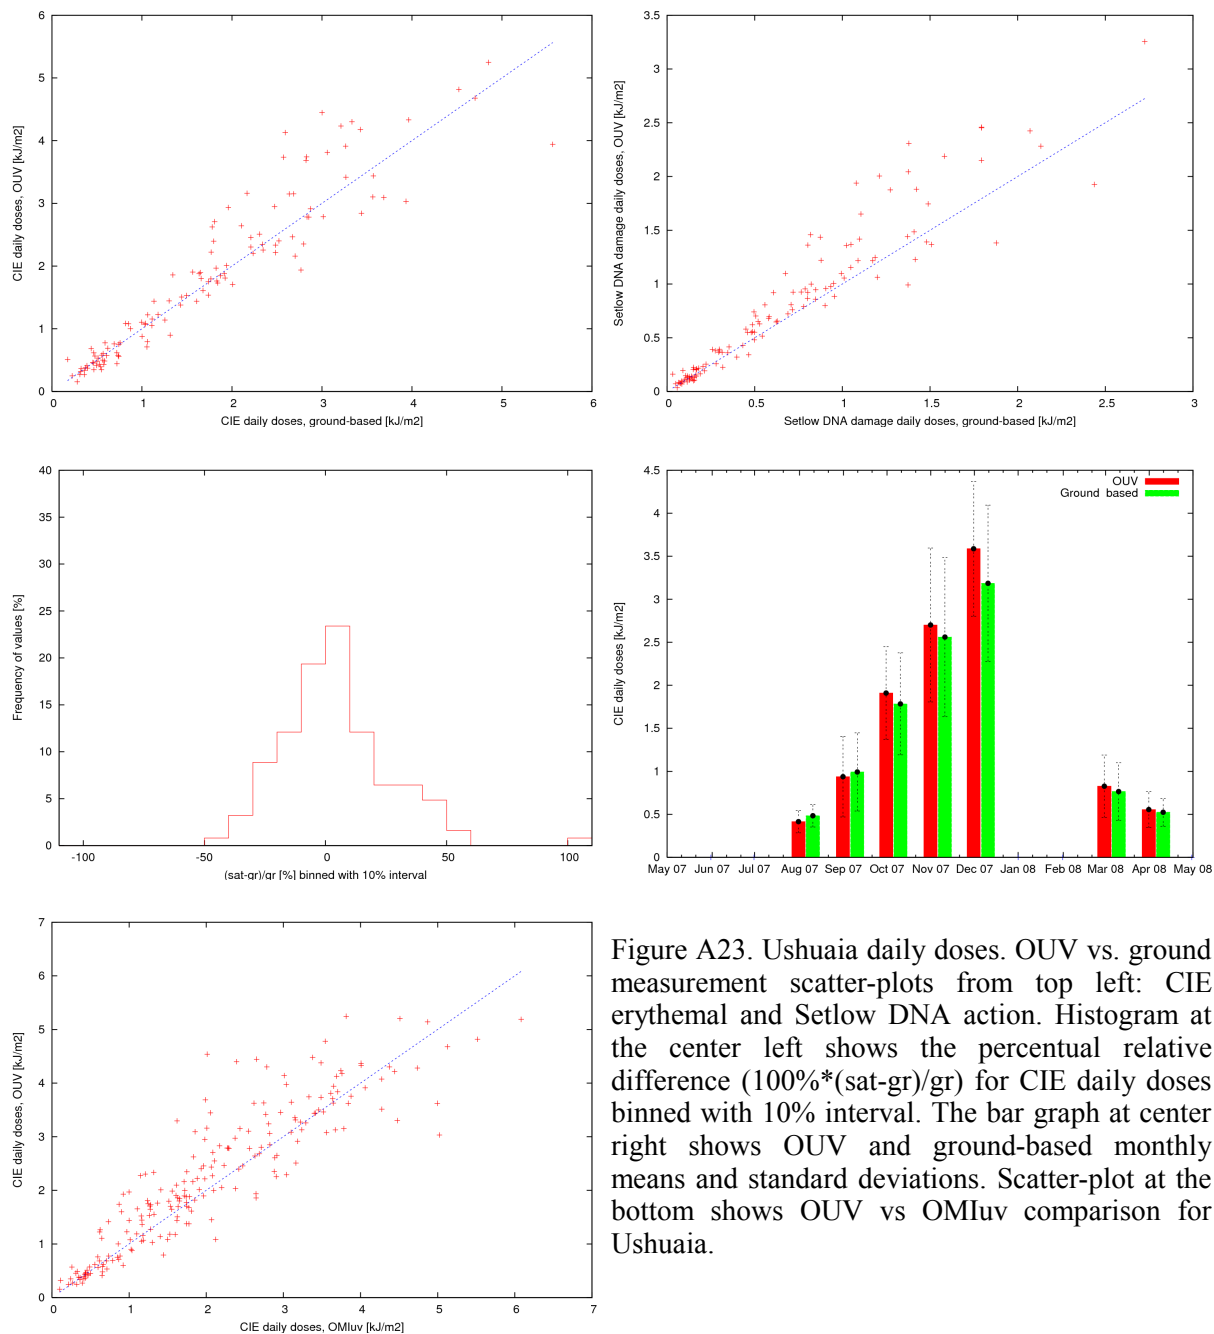 6
5
4
3
2
1
0
0 1 2 3 4 5 6
CIE daily doses, OUV [kJ/m2]
CIE daily doses, ground-based [kJ/m2]
3.5
3
2.5
2
1.5
1
0.5
0
0 0.5 1 1.5 2 2.5 3
Setlow DNA damage daily doses, OUV [kJ/m2]
Setlow DNA damage daily doses, ground-based [kJ/m2]
40
35
30
25
20
15
10
5
0
-100 -50 0 50 100
Frequency of values [%]
(sat-gr)/gr [%] binned with 10% interval
4.5
4
3.5
3
2.5
2
1.5
1
0.5
0
May 07 Jun 07 Jul 07 Aug 07 Sep 07 Oct 07 Nov 07 Dec 07 Jan 08 Feb 08 Mar 08 Apr 08 May 08
CIE daily doses [kJ/m2]
OUV
Ground based
7
6
5
4
3
2
1
0
0 1 2 3 4 5 6 7
CIE daily doses, OUV [kJ/m2]
CIE daily doses, OMIuv [kJ/m2]
Figure A23. Ushuaia daily doses. OUV vs. ground
measurement scatter-plots from top left: CIE
erythemal and Setlow DNA action. Histogram at
the center left shows the percentual relative
difference (100%*(sat-gr)/gr) for CIE daily doses
binned with 10% interval. The bar graph at center
right shows OUV and ground-based monthly
means and standard deviations. Scatter-plot at the
bottom shows OUV vs OMIuv comparison for
Ushuaia.